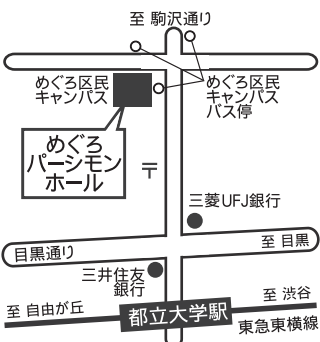 至 駒沢通り
めぐろ区民
キャンパス
めぐろ区民
キャンパス
バス停
めぐろ
パーシモン
ホール
〒
三菱UFJ銀行
至 目黒
目黒通り
三井住友
銀行
至 渋谷
都立大学駅
至 自由が丘
東急東横線